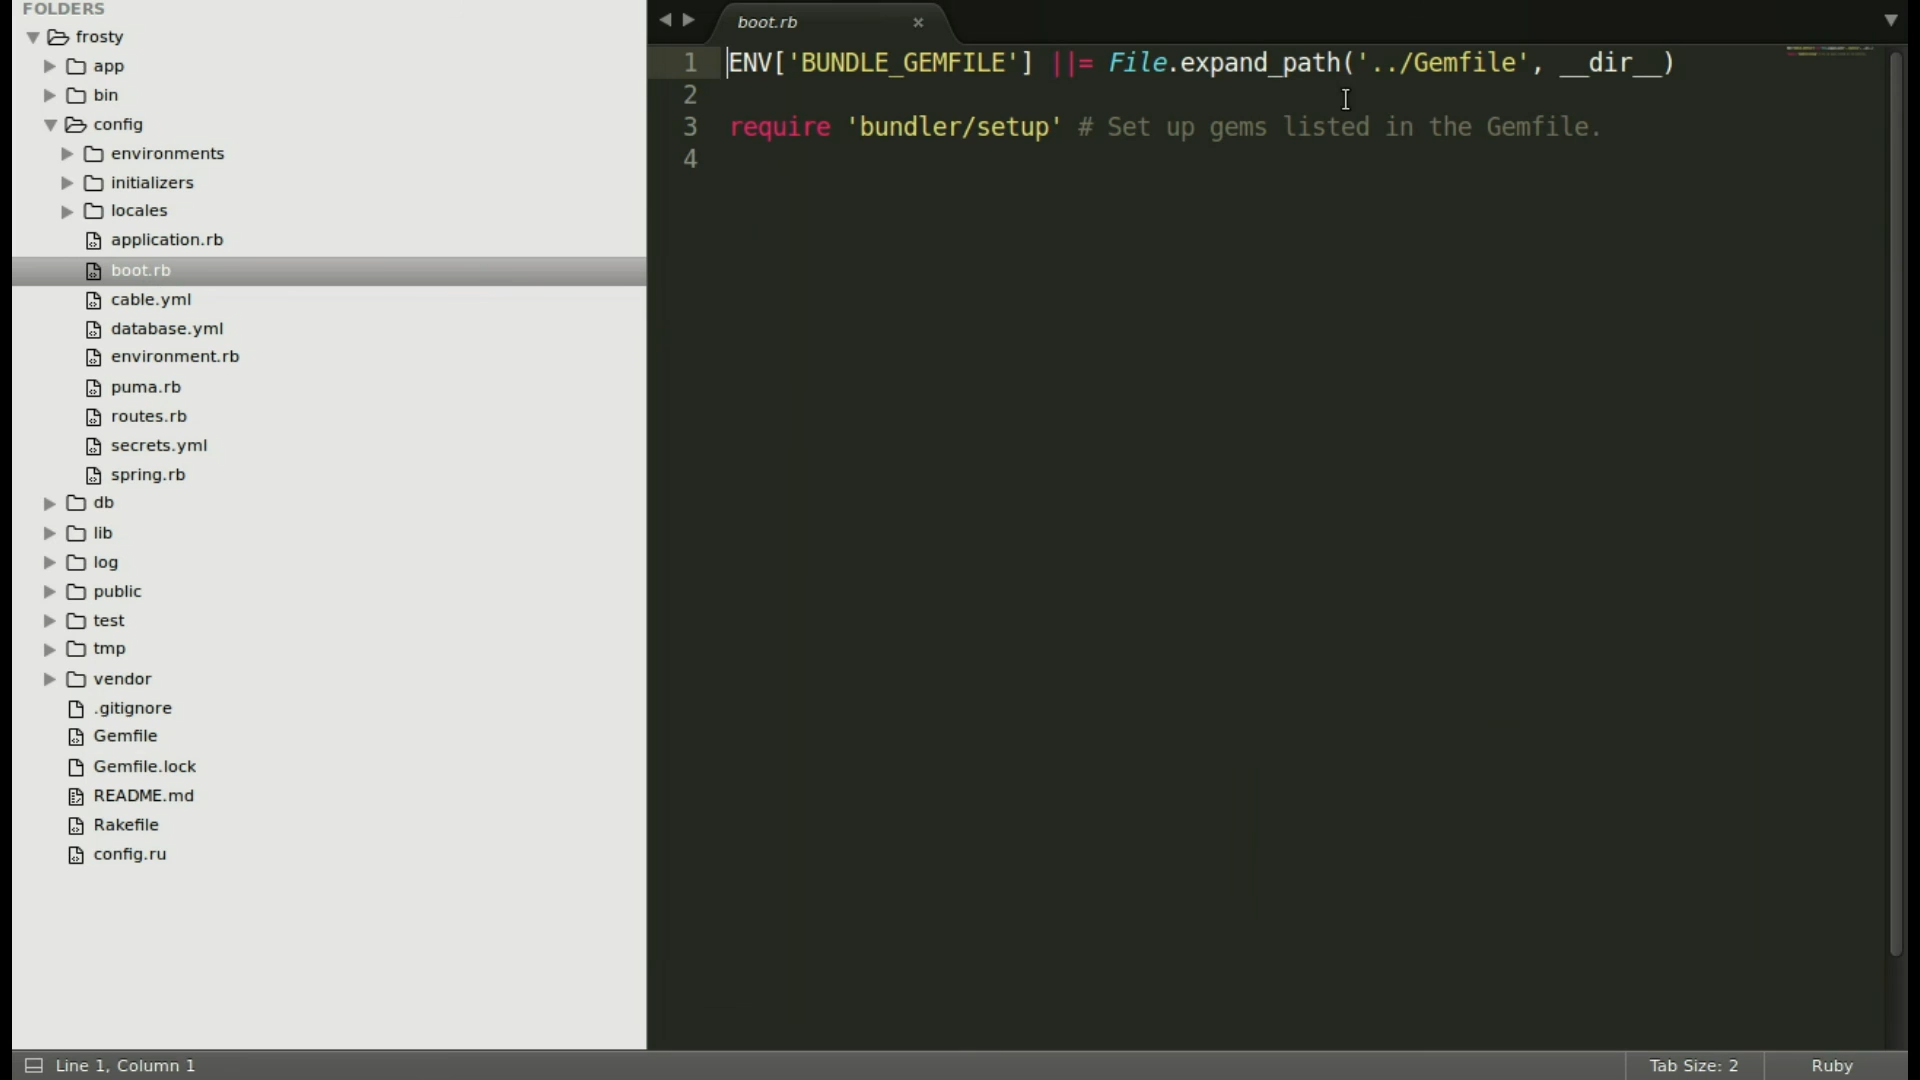 FOLDERS
frosty
app
bin
config
environments
initializers
locales
application.rb
boot.rb
cable.yml
database.yml
environment.rb
puma.rb
routes.rb
secrets.yml
spring.rb
db
lib
log
public
test
tmp
vendor
.gitignore
Gemfile
Gemfile.lock
README.md
Rakefile
config.ru
boot.rb
1 ENV['BUNDLE_GEMFILE'] ||= File.expand_path('../Gemfile', __dir__)
2
3 require 'bundler/setup' # Set up gems listed in the Gemfile.
4
Line 1, Column 1
Tab Size: 2
Ruby